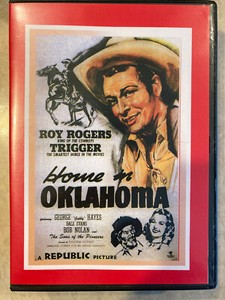 ROY ROGERS
KING OF THE COWBOYS
TRIGGER
THE SMARTEST HORSE IN THE MOVIES
Home in
OKLAHOMA
GEORGE "Gabby" HAYES
DALE EVANS
BOB NOLAN
and The Sons of the Pioneers
A REPUBLIC PICTURE